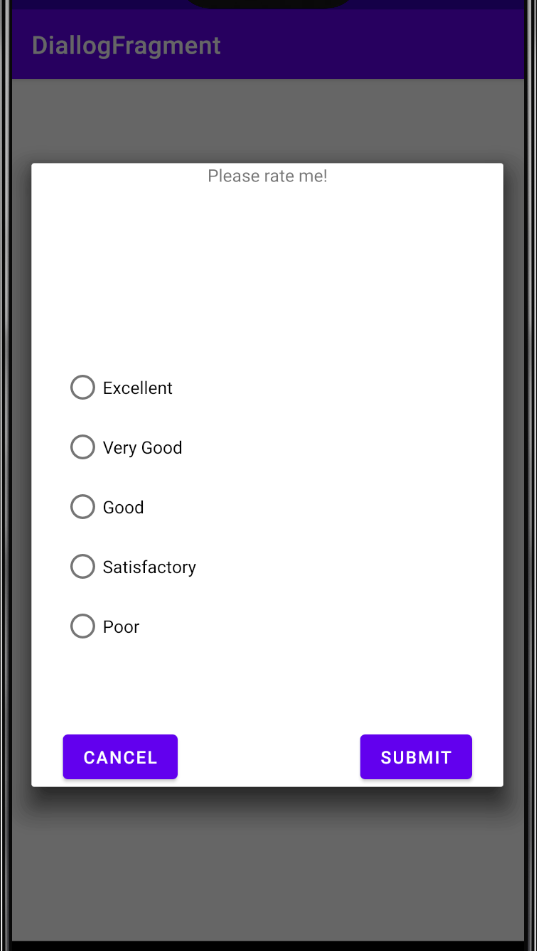 DiallogFragment
Please rate me!
Excellent
Very Good
Good
Satisfactory
Poor
CANCEL
SUBMIT